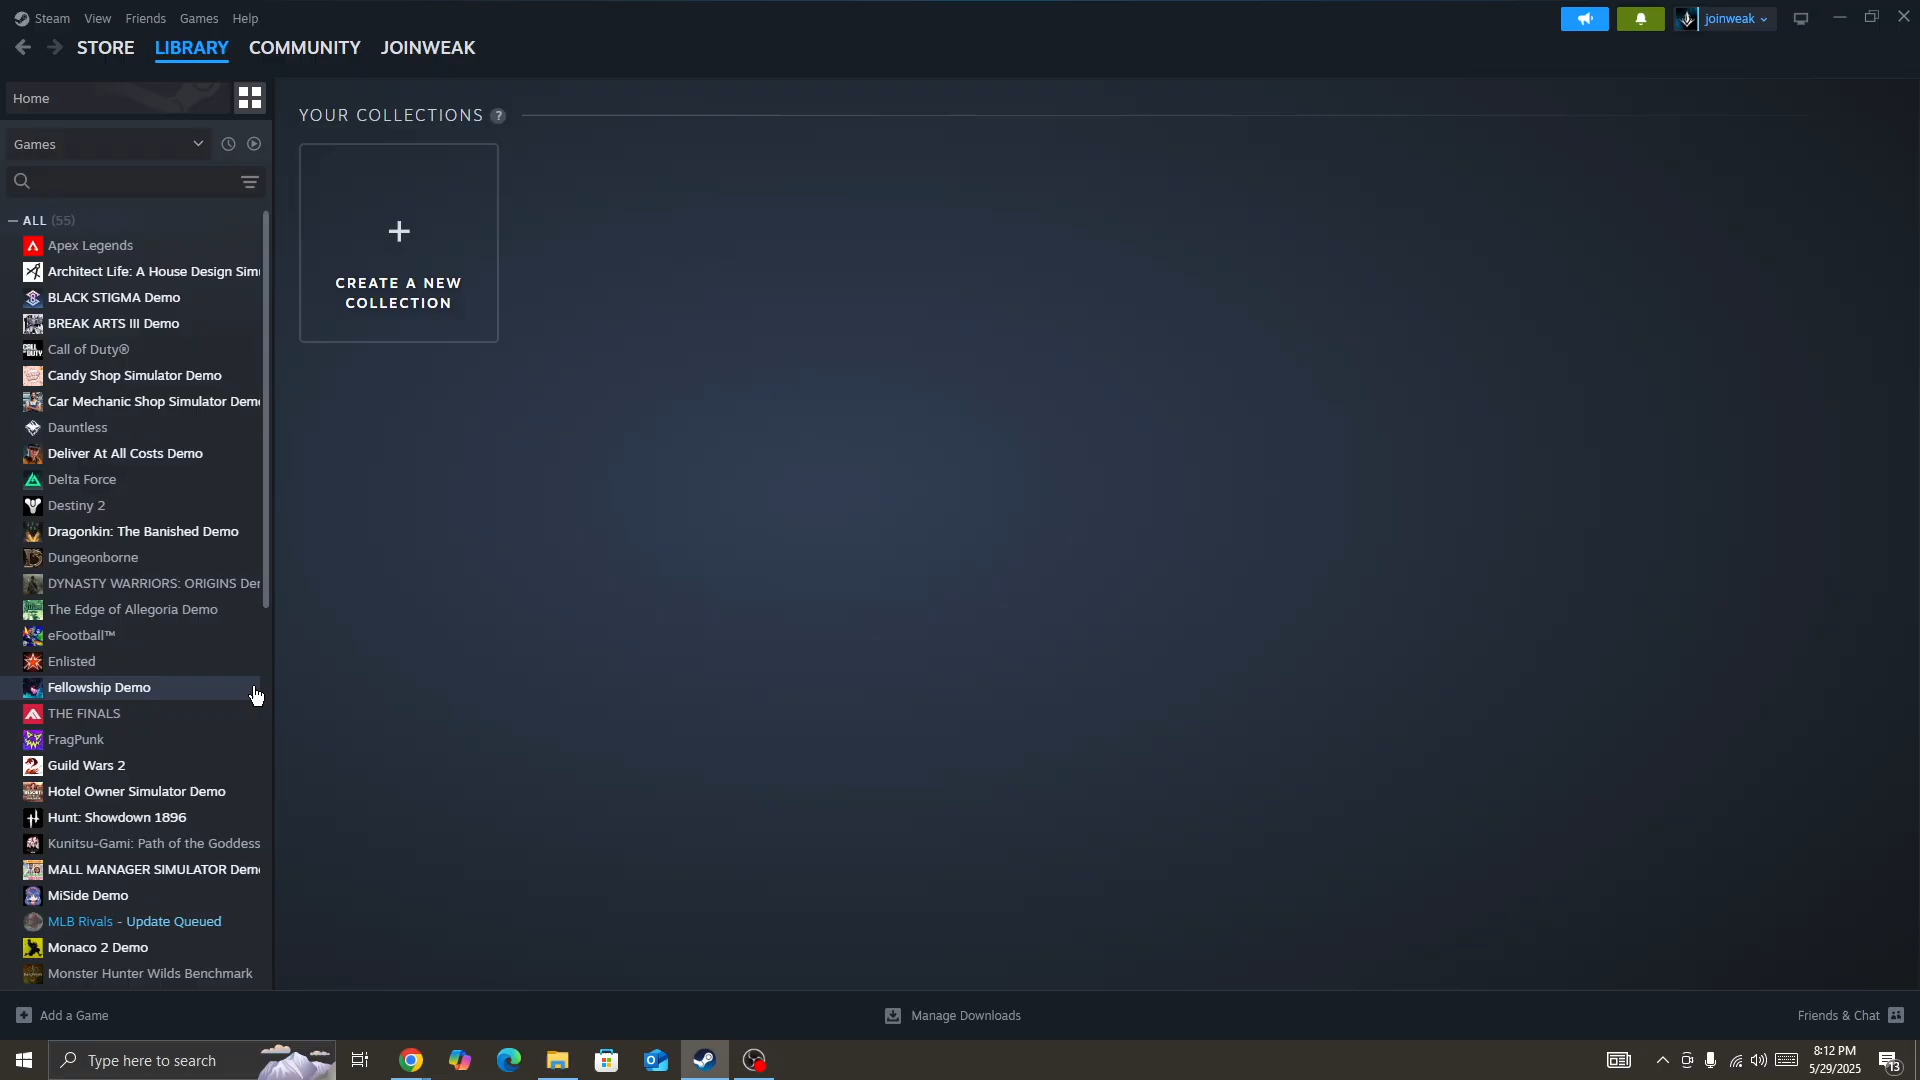 Steam View Friends Games Help
joinweak
STORE LIBRARY COMMUNITY JOINWEAK
Home
Games
YOUR COLLECTIONS ?
CREATE A NEW
COLLECTION
ALL (55)
Apex Legends
Architect Life: A House Design Sim
BLACK STIGMA Demo
BREAK ARTS III Demo
Call of Duty®
Candy Shop Simulator Demo
Car Mechanic Shop Simulator Dem
Dauntless
Deliver At All Costs Demo
Delta Force
Destiny 2
Dragonkin: The Banished Demo
Dungeonborne
DYNASTY WARRIORS: ORIGINS De
The Edge of Allegoria Demo
eFootball™
Enlisted
Fellowship Demo
THE FINALS
FragPunk
Guild Wars 2
Hotel Owner Simulator Demo
Hunt: Showdown 1896
Kunitsu-Gami: Path of the Goddess
MALL MANAGER SIMULATOR Dem
MiSide Demo
MLB Rivals - Update Queued
Monaco 2 Demo
Monster Hunter Wilds Benchmark
Add a Game
Manage Downloads
Friends & Chat
Type here to search
8:12 PM
5/29/2025
13